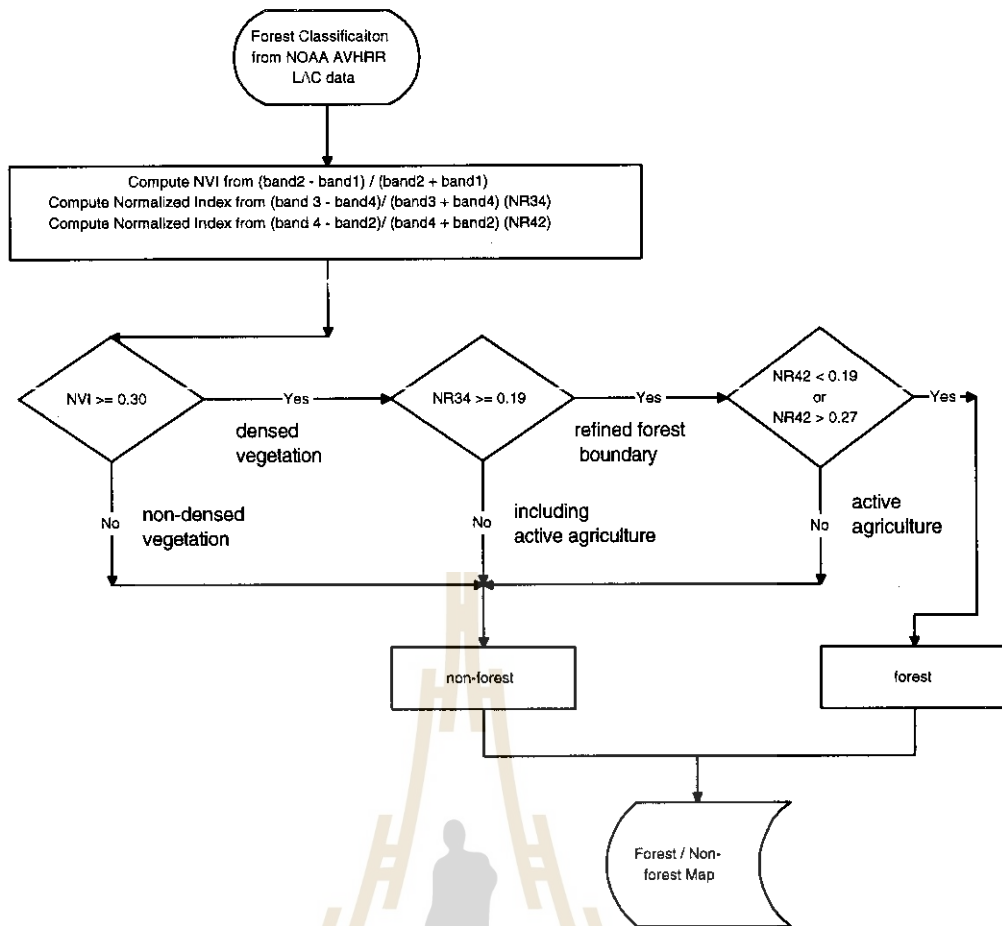 Forest Classificaiton
from NOAA AVHRR
LAC data
Compute NVI from (band2 - band1) / (band2 + band1)
Compute Normalized Index from (band 3 - band4)/ (band3 + band4) (NR34)
Compute Normalized Index from (band 4 - band2)/ (band4 + band2) (NR42)
NVI >= 0.30
Yes
densed
vegetation
NR34 >= 0.19
Yes
refined forest
boundary
NR42 < 0.19
or
NR42 > 0.27
Yes
No
non-densed
vegetation
No
including
active agriculture
No
active
agriculture
non-forest
forest
Forest / Non-
forest Map